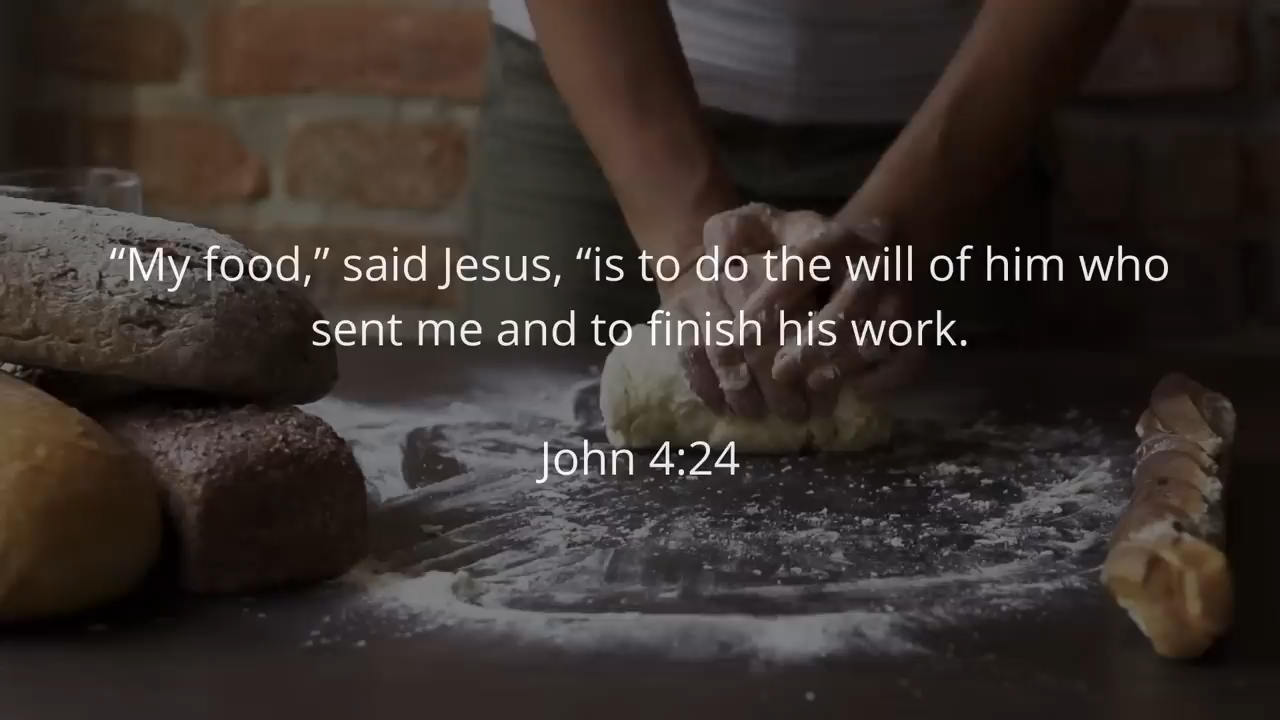 “My food,” said Jesus, “is to do the will of him who
sent me and to finish his work.
John 4:24